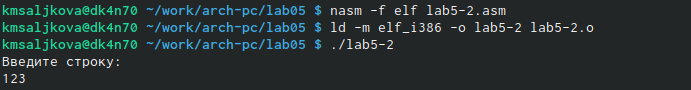 kmsaljkova@dk4n70 ~/work/arch-pc/lab05 $ nasm -f elf lab5-2.asm
kmsaljkova@dk4n70 ~/work/arch-pc/lab05 $ ld -m elf_i386 -o lab5-2 lab5-2.o
kmsaljkova@dk4n70 ~/work/arch-pc/lab05 $ ./lab5-2
Введите строку:
123